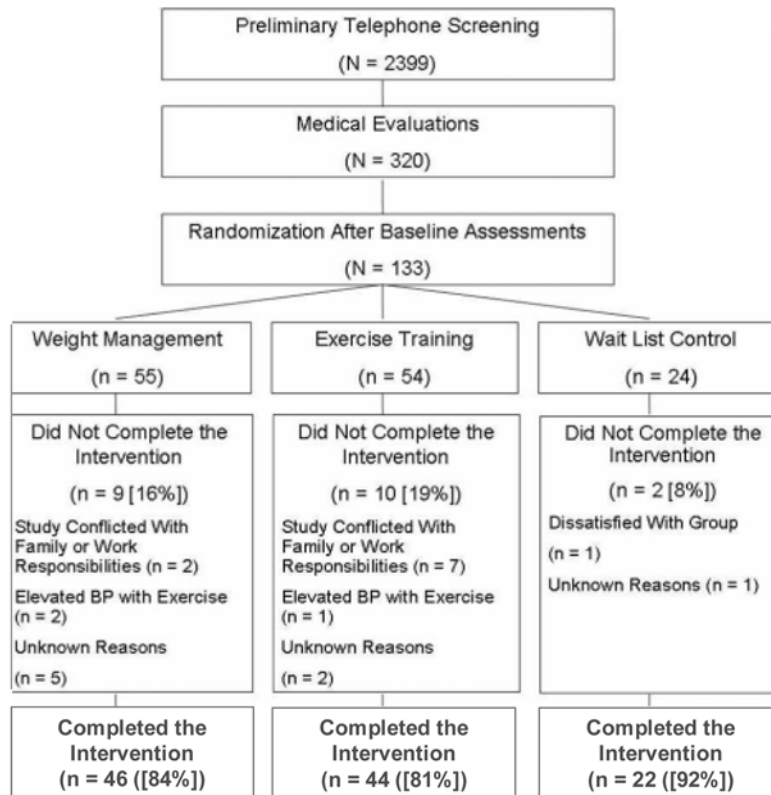 Preliminary Telephone Screening
(N = 2399)
Medical Evaluations
(N = 320)
Randomization After Baseline Assessments
(N = 133)
Weight Management
(n = 55)
Did Not Complete the
Intervention
(n = 9 [16%])
Study Conflicted With
Family or Work
Responsibilities (n = 2)
Elevated BP with Exercise
(n = 2)
Unknown Reasons
(n = 5)
Completed the
Intervention
(n = 46 ([84%])
Exercise Training
(n = 54)
Did Not Complete the
Intervention
(n = 10 [19%])
Study Conflicted With
Family or Work
Responsibilities (n = 7)
Elevated BP with Exercise
(n = 1)
Unknown Reasons
(n = 2)
Completed the
Intervention
(n = 44 ([81%])
Wait List Control
(n = 24)
Did Not Complete the
Intervention
(n = 2 [8%])
Dissatisfied With Group
(n = 1)
Unknown Reasons (n = 1)
Completed the
Intervention
(n = 22 ([92%])